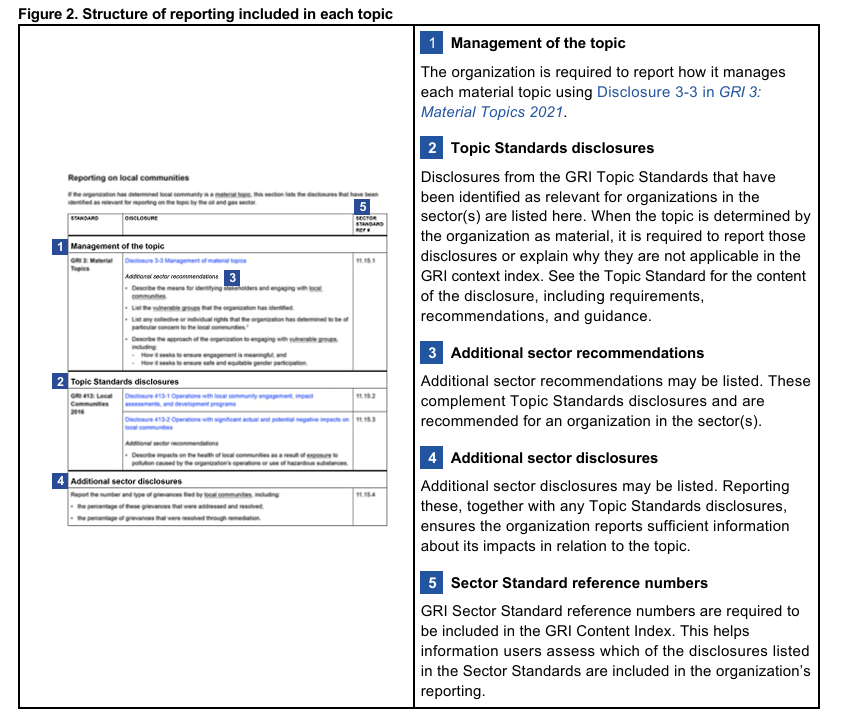 Figure 2. Structure of reporting included in each topic
Reporting on local communities
If the organization has determined local community is a material topic, this section lists the disclosures that have been
identified as relevant for reporting on the topic by the oil and gas sector.
5
STANDARD DISCLOSURE SECTOR
STANDARD
REF #
1 Management of the topic
GRI 3: Material
Topics
Disclosure 3-3 Management of material topics
11.15.1
Additional sector recommendations 3
• Describe the means for identifying stakeholders and engaging with local
communities.
• List the vulnerable groups that the organization has identified.
• List any collective or individual rights that the organization has determined to be of
particular concern to the local communities.²
• Describe the approach of the organization to engaging with vulnerable groups,
including:
- How it seeks to ensure engagement is meaningful; and
- How it seeks to ensure safe and equitable gender participation.
2 Topic Standards disclosures
GRI 413: Local
Communities
2016
Disclosure 413-1 Operations with local community engagement, impact
assessments, and development programs
11.15.2
Disclosure 413-2 Operations with significant actual and potential negative impacts on
local communities
11.15.3
Additional sector recommendations
• Describe impacts on the health of local communities as a result of exposure to
pollution caused by the organization's operations or use of hazardous substances.
4 Additional sector disclosures
Report the number and type of grievances filed by local communities, including:
11.15.4
• the percentage of these grievances that were addressed and resolved;
• the percentage of grievances that were resolved through remediation.
1 Management of the topic
The organization is required to report how it manages
each material topic using Disclosure 3-3 in GRI 3:
Material Topics 2021.
2 Topic Standards disclosures
Disclosures from the GRI Topic Standards that have
been identified as relevant for organizations in the
sector(s) are listed here. When the topic is determined by
the organization as material, it is required to report those
disclosures or explain why they are not applicable in the
GRI context index. See the Topic Standard for the content
of the disclosure, including requirements,
recommendations, and guidance.
3 Additional sector recommendations
Additional sector recommendations may be listed. These
complement Topic Standards disclosures and are
recommended for an organization in the sector(s).
4 Additional sector disclosures
Additional sector disclosures may be listed. Reporting
these, together with any Topic Standards disclosures,
ensures the organization reports sufficient information
about its impacts in relation to the topic.
5 Sector Standard reference numbers
GRI Sector Standard reference numbers are required to
be included in the GRI Content Index. This helps
information users assess which of the disclosures listed
in the Sector Standards are included in the organization's
reporting.